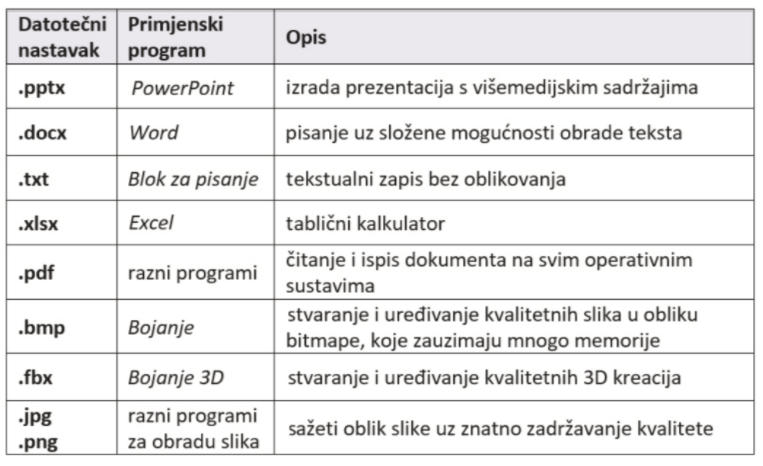 Datotečni nastavak Primjenski program Opis
.pptx PowerPoint izrada prezentacija s višemedijskim sadržajima
.docx Word pisanje uz složene mogućnosti obrade teksta
.txt Blok za pisanje tekstualni zapis bez oblikovanja
.xlsx Excel tablični kalkulator
.pdf razni programi čitanje i ispis dokumenta na svim operativnim
sustavima
.bmp Bojanje stvaranje i uređivanje kvalitetnih slika u obliku
bitmape, koje zauzimaju mnogo memorije
.fbx Bojanje 3D stvaranje i uređivanje kvalitetnih 3D kreacija
.jpg
.png
razni programi
za obradu slika
sažeti oblik slike uz znatno zadržavanje kvalitete